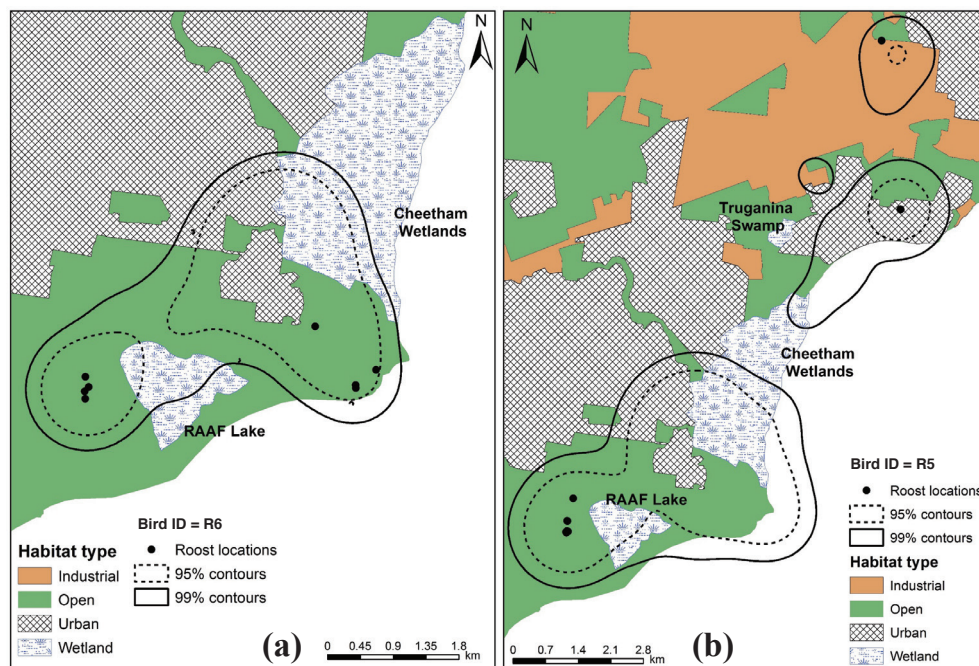 N
Cheetham
Wetlands
RAAF Lake
Bird ID = R6
Habitat type
Industrial
Open
Urban
Wetland
Roost locations
95% contours
99% contours
(a)
0 0.45 0.9 1.35 1.8
km
N
Truganina
Swamp
Cheetham
Wetlands
RAAF Lake
Bird ID = R5
Roost locations
95% contours
99% contours
Habitat type
Industrial
Open
Urban
Wetland
(b)
0 0.7 1.4 2.1 2.8
km